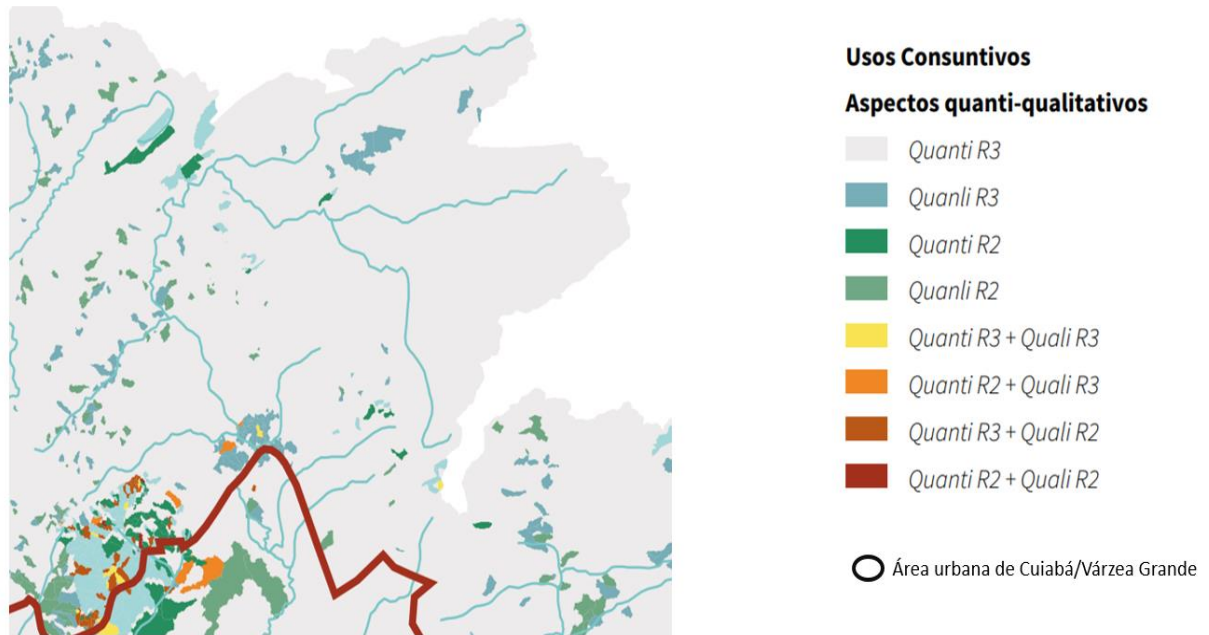 Usos Consuntivos
Aspectos quanti-qualitativos
Quanti R3
Quanli R3
Quanti R2
Quanli R2
Quanti R3 + Quali R3
Quanti R2 + Quali R3
Quanti R3 + Quali R2
Quanti R2 + Quali R2
Área urbana de Cuiabá/Várzea Grande